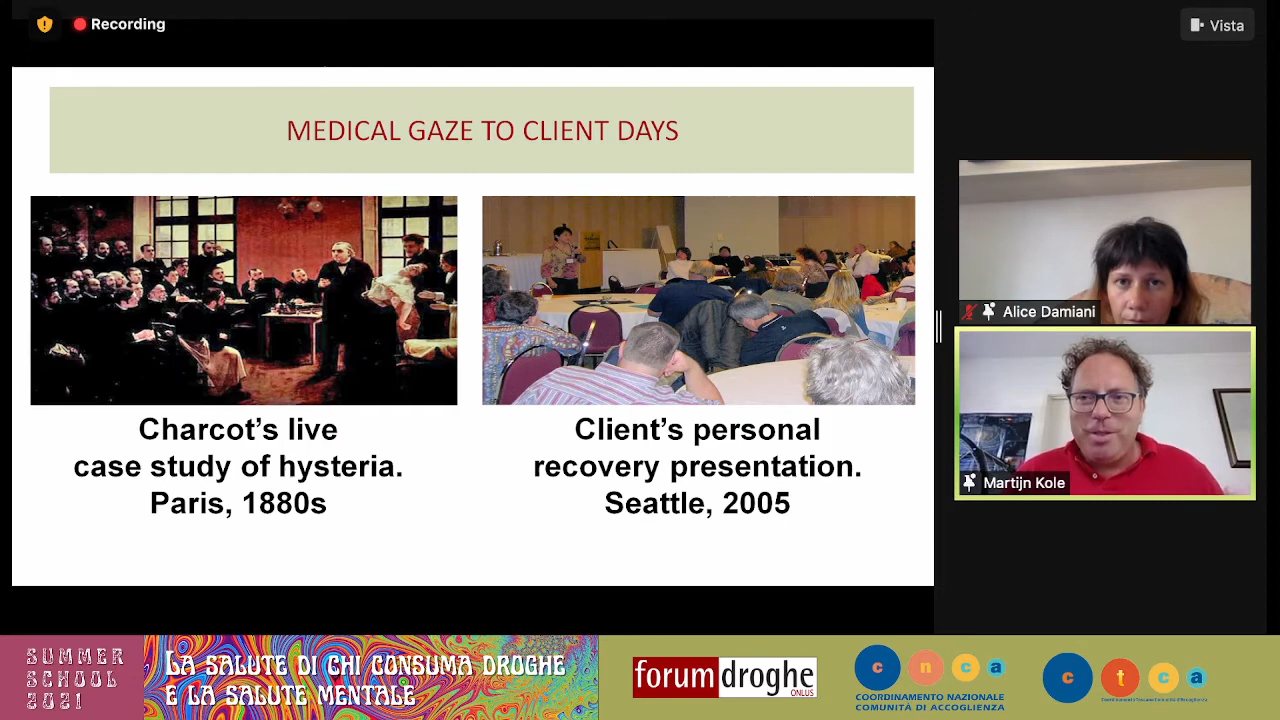 Recording
Vista
MEDICAL GAZE TO CLIENT DAYS
Charcot's live
case study of hysteria.
Paris, 1880s
Client's personal
recovery presentation.
Seattle, 2005
Alice Damiani
Martijn Kole
SUMMER
SCHOOL
2021
LA SALUTE DI CHI CONSUMA DROGHE
E LA SALUTE MENTALE
forumdroghe
ONLUS
cnca
COORDINAMENTO NAZIONALE
COMUNITÀ DI ACCOGLIENZA
ctca